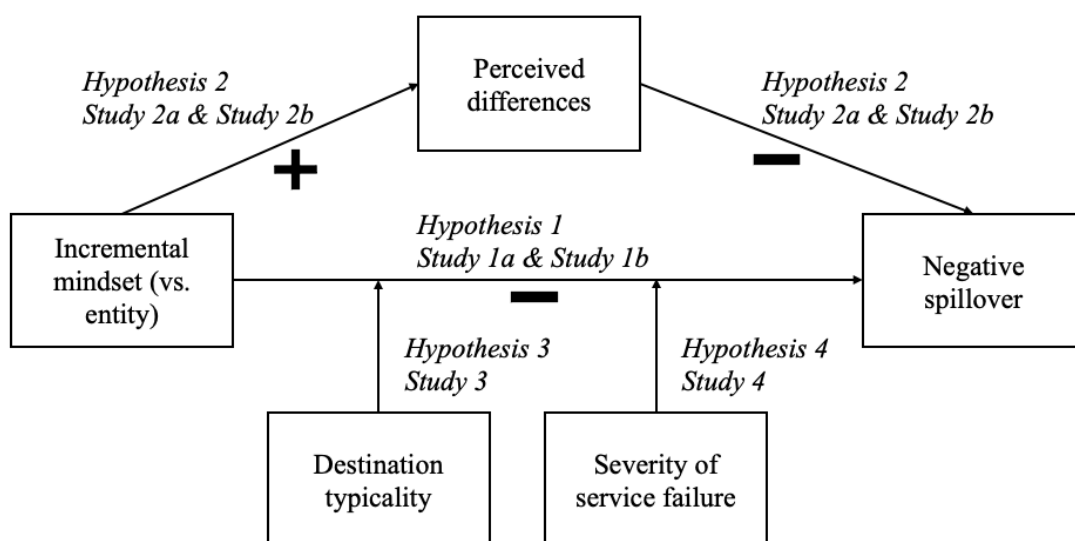 Hypothesis 2
Study 2a & Study 2b
Perceived
differences
Hypothesis 2
Study 2a & Study 2b
+
−
Incremental
mindset (vs.
entity)
Hypothesis 1
Study 1a & Study 1b
−
Negative
spillover
Hypothesis 3
Study 3
Hypothesis 4
Study 4
Destination
typicality
Severity of
service failure